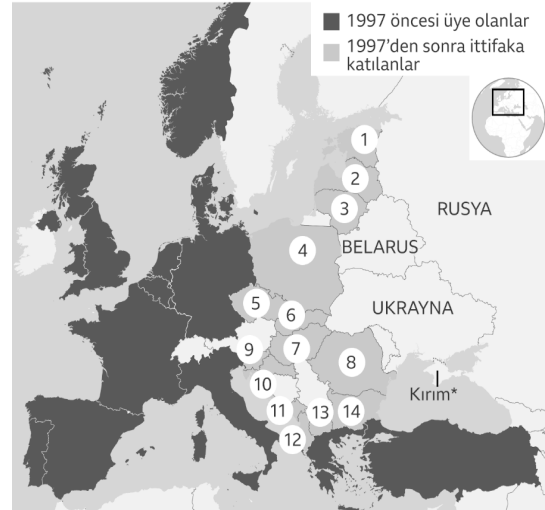 1997 öncesi üye olanlar
1997'den sonra ittifaka
katılanlar
1
2
3
RUSYA
BELARUS
4
UKRAYNA
5
6
9
7
8
10
Kırım*
11
13
14
12